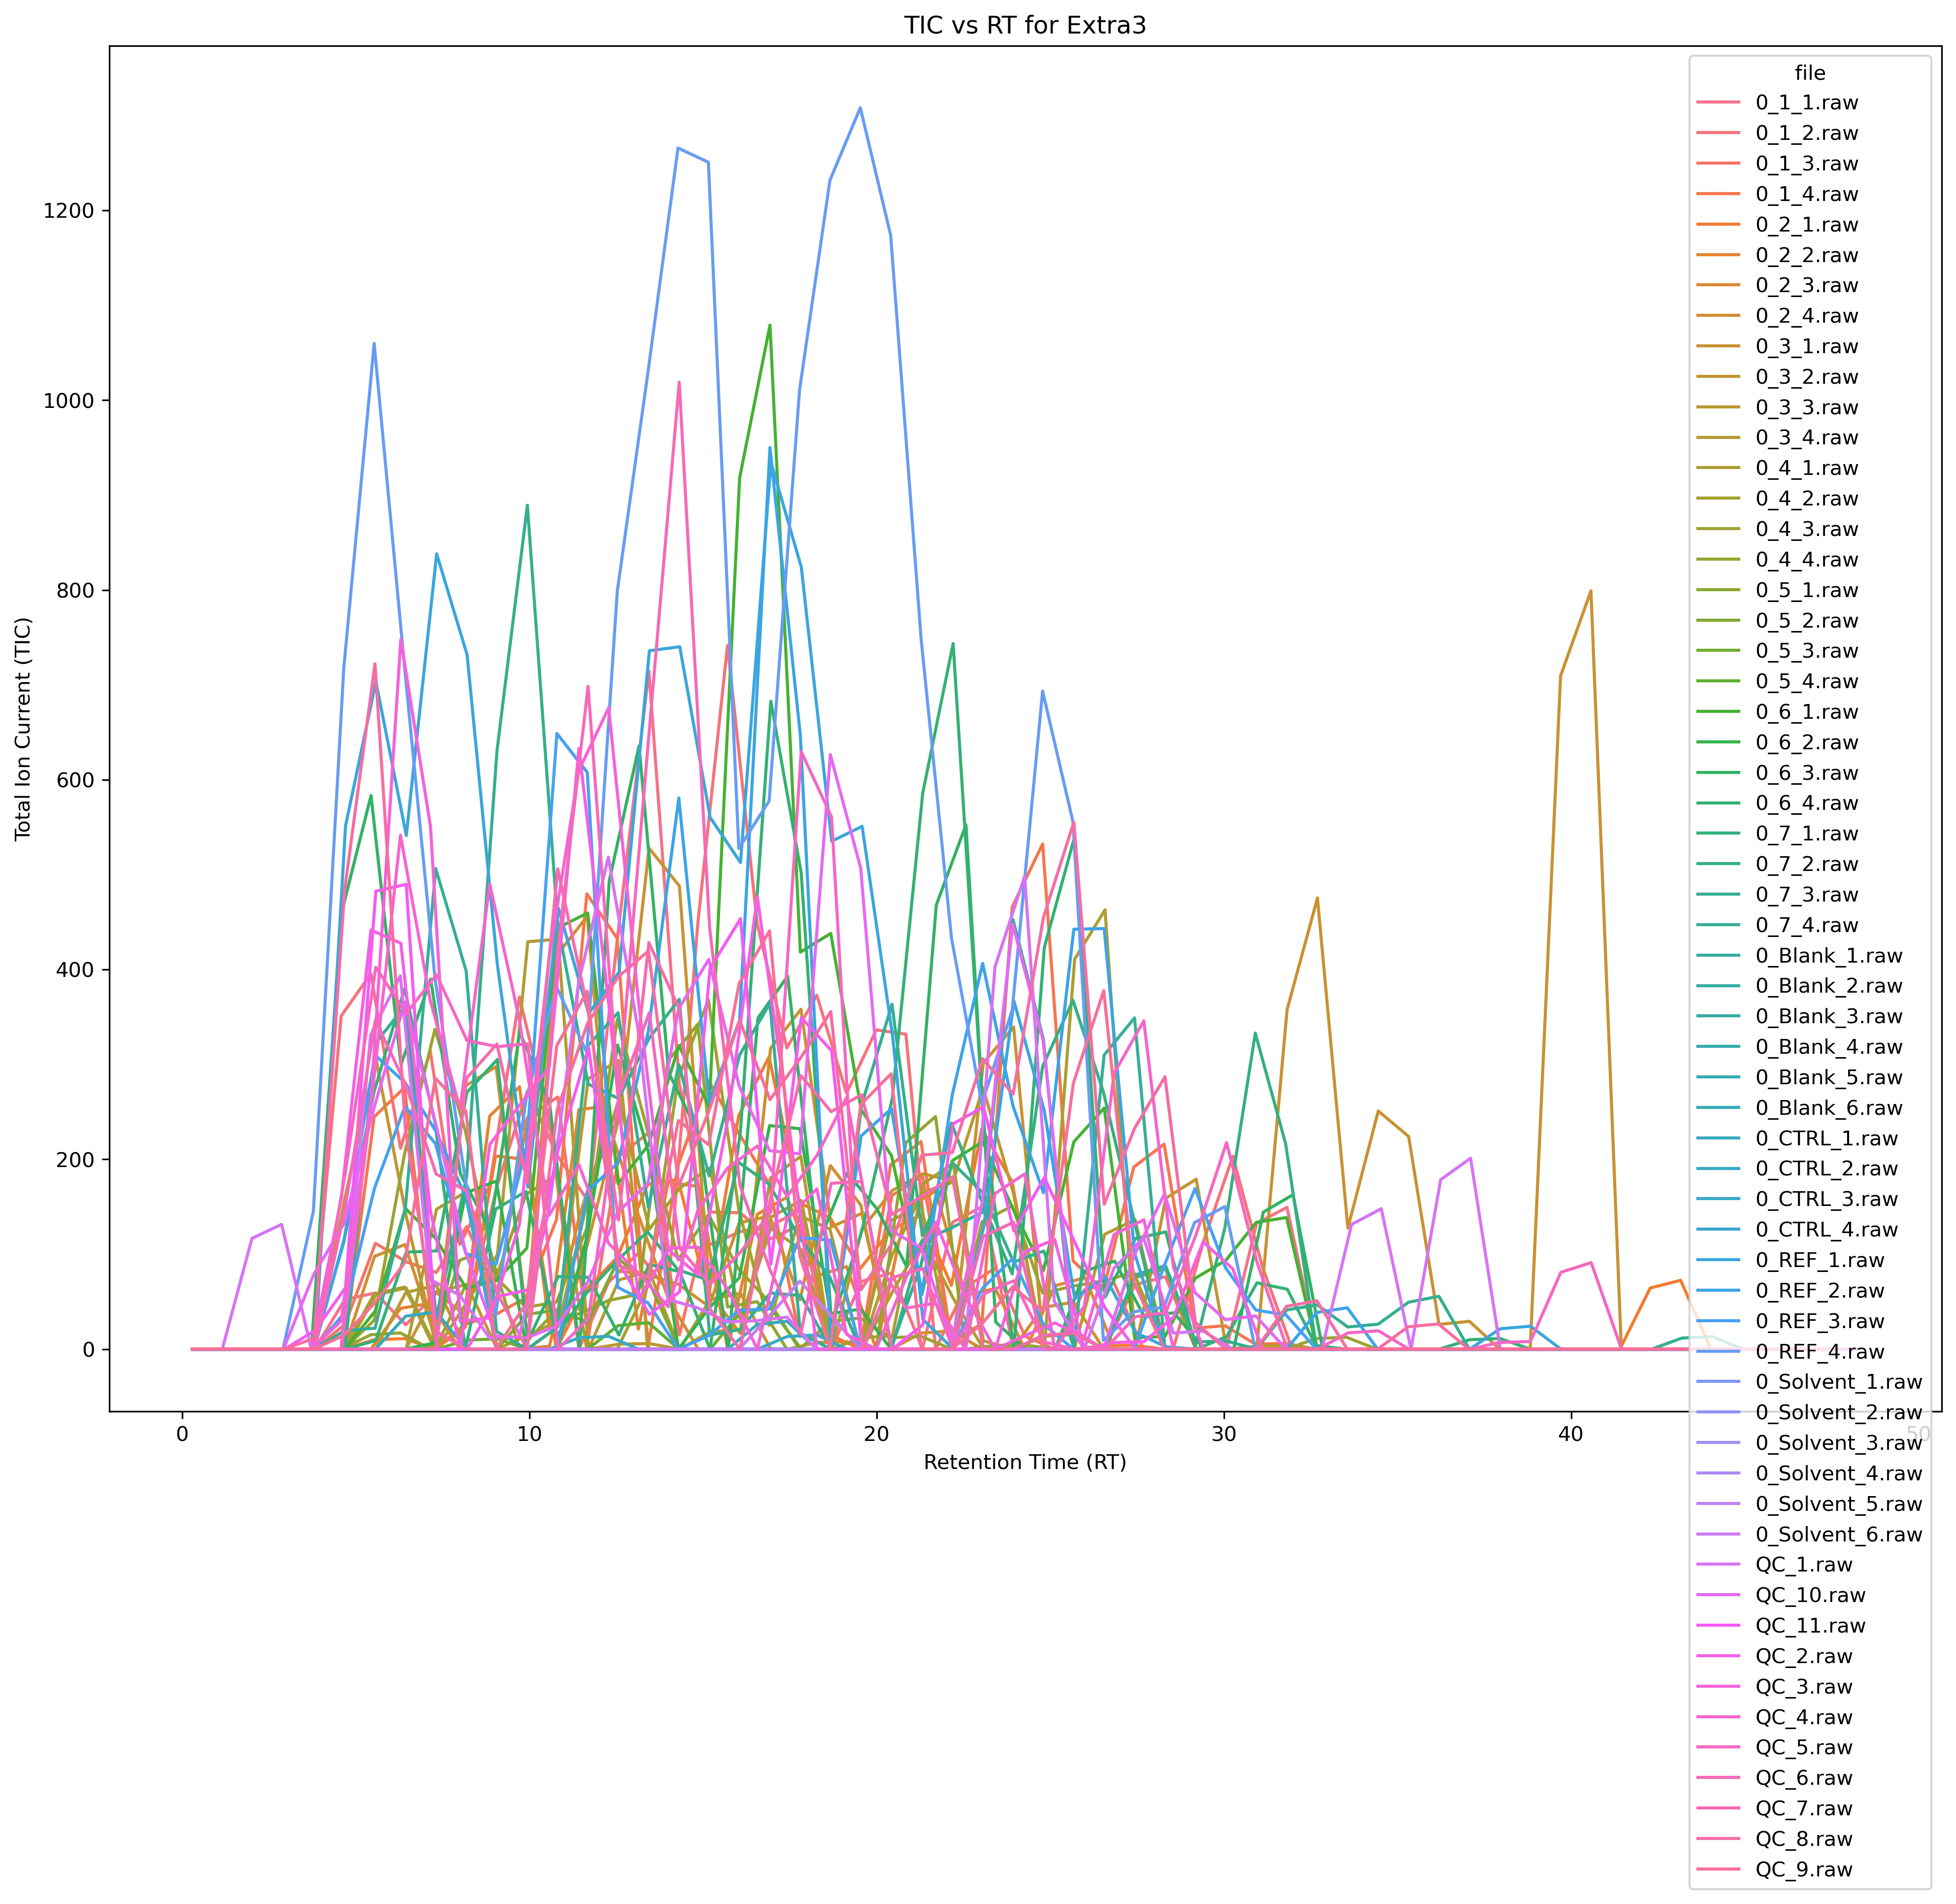 TIC vs RT for Extra3
file
0_1_1.raw
0_1_2.raw
0_1_3.raw
0_1_4.raw
0_2_1.raw
0_2_2.raw
0_2_3.raw
0_2_4.raw
0_3_1.raw
0_3_2.raw
0_3_3.raw
0_3_4.raw
0_4_1.raw
0_4_2.raw
0_4_3.raw
0_4_4.raw
0_5_1.raw
0_5_2.raw
0_5_3.raw
0_5_4.raw
0_6_1.raw
0_6_2.raw
0_6_3.raw
0_6_4.raw
0_7_1.raw
0_7_2.raw
0_7_3.raw
0_7_4.raw
0_Blank_1.raw
0_Blank_2.raw
0_Blank_3.raw
0_Blank_4.raw
0_Blank_5.raw
0_Blank_6.raw
0_CTRL_1.raw
0_CTRL_2.raw
0_CTRL_3.raw
0_CTRL_4.raw
0_REF_1.raw
0_REF_2.raw
0_REF_3.raw
0_REF_4.raw
0_Solvent_1.raw
0_Solvent_2.raw
0_Solvent_3.raw
0_Solvent_4.raw
0_Solvent_5.raw
0_Solvent_6.raw
QC_1.raw
QC_10.raw
QC_11.raw
QC_2.raw
QC_3.raw
QC_4.raw
QC_5.raw
QC_6.raw
QC_7.raw
QC_8.raw
QC_9.raw
Total Ion Current (TIC)
1200
1000
800
600
400
200
0
0 10 20 30 40 50
Retention Time (RT)